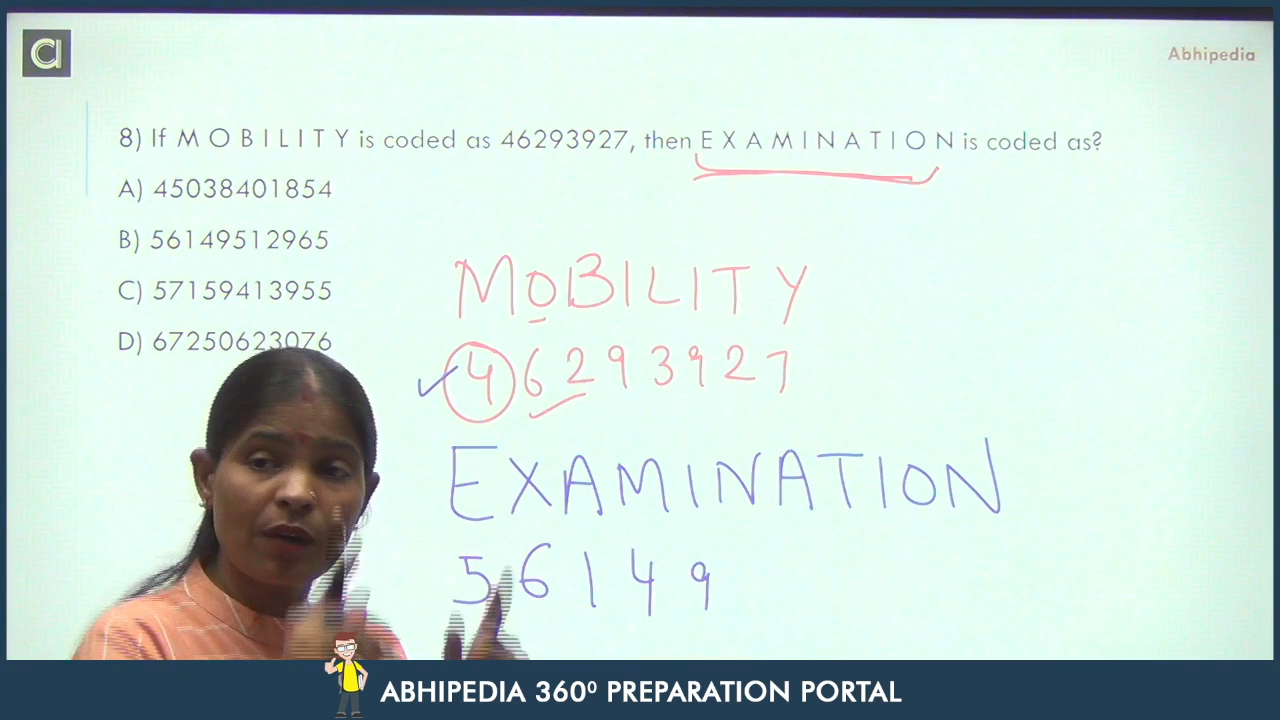 a
Abhipedia
8) If M O B I L I T Y is coded as 46293927, then E X A M I N A T I O N is coded as?
A) 45038401854
B) 56149512965
C) 57159413955
D) 67250623076
MOBILITY
46293927
EXAMINATION
56149
ABHIPEDIA 360⁰ PREPARATION PORTAL